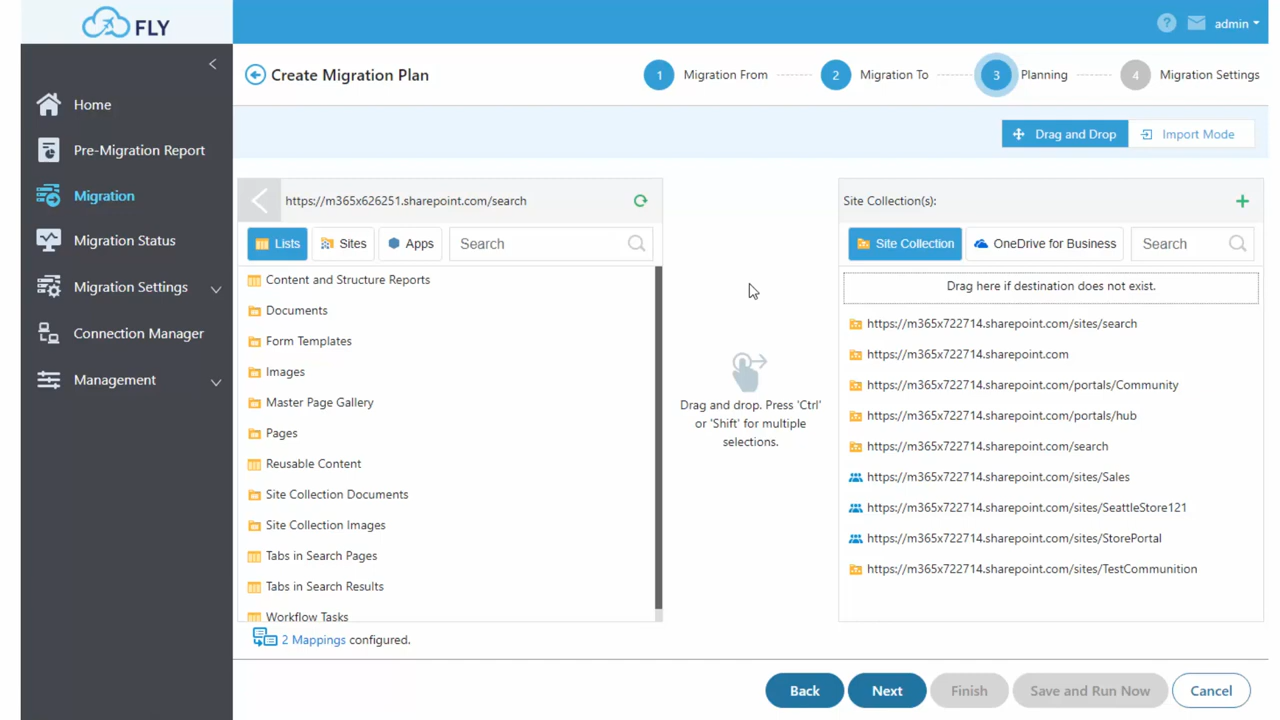 FLY
admin
Create Migration Plan
1 Migration From
2 Migration To
3 Planning
4 Migration Settings
Home
Pre-Migration Report
Migration
Migration Status
Migration Settings
Connection Manager
Management
Drag and Drop
Import Mode
https://m365x626251.sharepoint.com/search
Lists
Sites
Apps
Search
Content and Structure Reports
Documents
Form Templates
Images
Master Page Gallery
Pages
Reusable Content
Site Collection Documents
Site Collection Images
Tabs in Search Pages
Tabs in Search Results
Workflow Tasks
2 Mappings configured.
Drag and drop. Press 'Ctrl'
or 'Shift' for multiple
selections.
Site Collection(s):
Site Collection
OneDrive for Business
Search
Drag here if destination does not exist.
https://m365x722714.sharepoint.com/sites/search
https://m365x722714.sharepoint.com
https://m365x722714.sharepoint.com/portals/Community
https://m365x722714.sharepoint.com/portals/hub
https://m365x722714.sharepoint.com/search
https://m365x722714.sharepoint.com/sites/Sales
https://m365x722714.sharepoint.com/sites/SeattleStore121
https://m365x722714.sharepoint.com/sites/StorePortal
https://m365x722714.sharepoint.com/sites/TestCommunition
Back
Next
Finish
Save and Run Now
Cancel